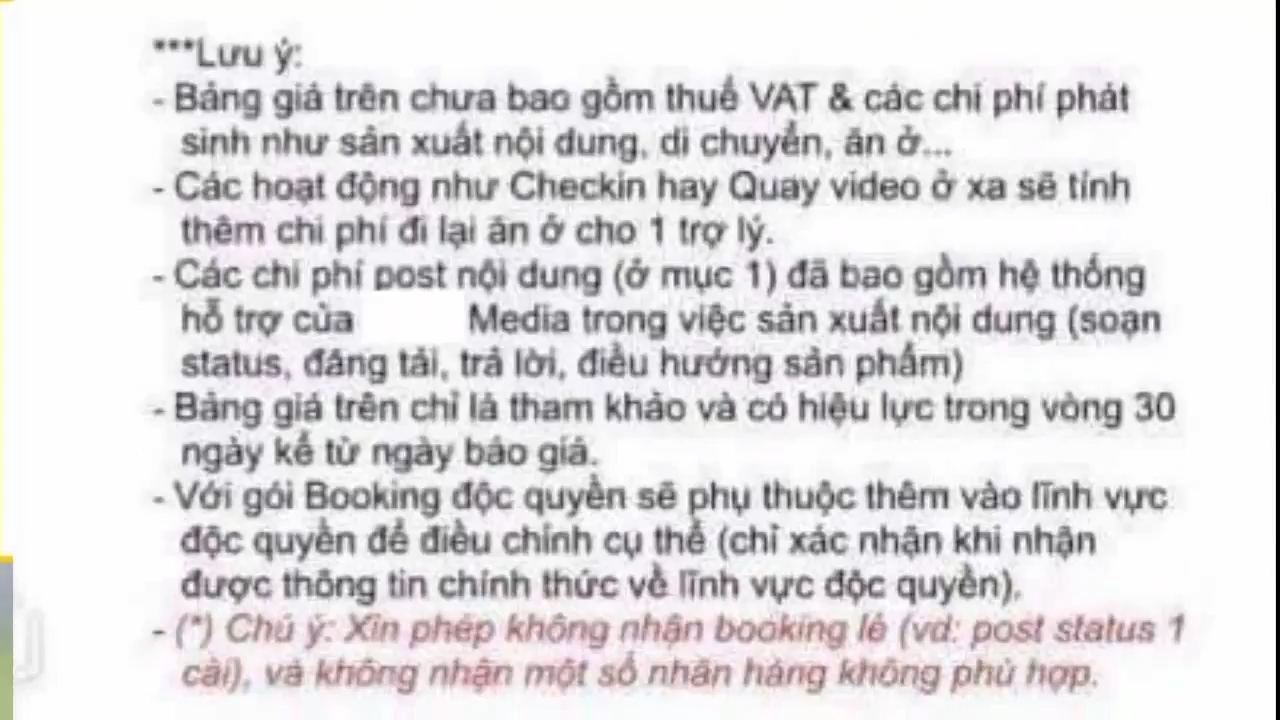 ***Lưu ý:
- Bảng giá trên chưa bao gồm thuế VAT & các chi phí phát
sinh như sản xuất nội dung, di chuyển, ăn ở...
- Các hoạt động như Checkin hay Quay video ở xa sẽ tính
thêm chi phí đi lại ăn ở cho 1 trợ lý.
- Các chi phí post nội dung (ở mục 1) đã bao gồm hệ thống
hỗ trợ của Media trong việc sản xuất nội dung (soạn
status, đăng tải, trả lời, điều hướng sản phẩm)
- Bảng giá trên chỉ là tham khảo và có hiệu lực trong vòng 30
ngày kể từ ngày báo giá.
- Với gói Booking độc quyền sẽ phụ thuộc thêm vào lĩnh vực
độc quyền để điều chỉnh cụ thể (chỉ xác nhận khi nhận
được thông tin chính thức về lĩnh vực độc quyền).
- (*) Chú ý: Xin phép không nhận booking lẻ (vd: post status 1
cái), và không nhận một số nhãn hàng không phù hợp.